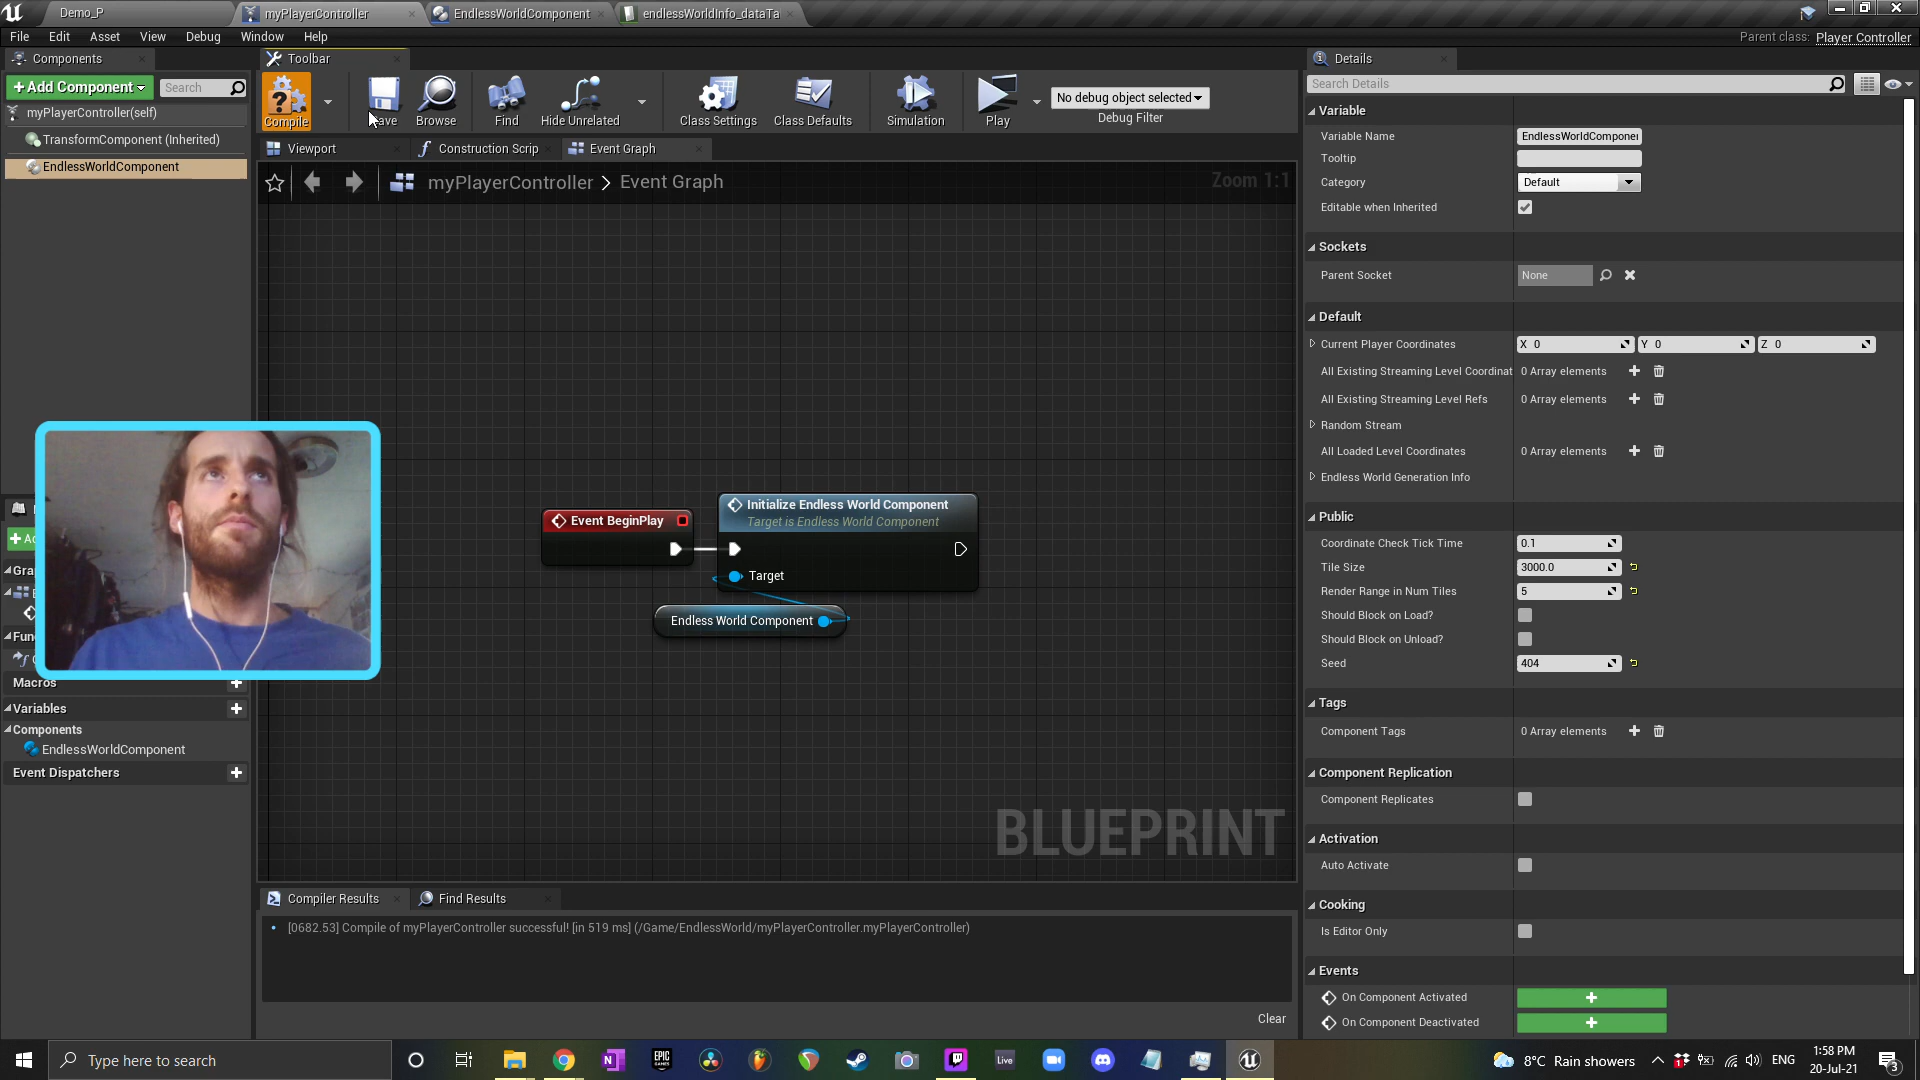 Demo_P
myPlayerController
EndlessWorldComponent
endlessWorldInfo_dataTa
File
Edit
Asset
View
Debug
Window
Help
Parent class: Player Controller
Components
Toolbar
Details
+Add Component
Search
Compile
Browse
Find
Hide Unrelated
Class Settings
Class Defaults
Simulation
Play
No debug object selected
Debug Filter
Search Details
myPlayerController(self)
TransformComponent (Inherited)
EndlessWorldComponent
Viewport
Construction Scrip
Event Graph
myPlayerController > Event Graph
Zoom 1:1
Event BeginPlay
Initialize Endless World Component
Target is Endless World Component
Target
Endless World Component
BLUEPRINT
Macros
Variables
Components
EndlessWorldComponent
Event Dispatchers
Compiler Results
Find Results
[0682.53] Compile of myPlayerController successful! [in 519 ms] (/Game/EndlessWorld/myPlayerController.myPlayerController)
Clear
Variable
Variable Name EndlessWorldComponer
Tooltip
Category Default
Editable when Inherited
Sockets
Parent Socket None
Default
Current Player Coordinates X 0 Y 0 Z 0
All Existing Streaming Level Coordinat 0 Array elements
All Existing Streaming Level Refs 0 Array elements
Random Stream
All Loaded Level Coordinates 0 Array elements
Endless World Generation Info
Public
Coordinate Check Tick Time 0.1
Tile Size 3000.0
Render Range in Num Tiles 5
Should Block on Load?
Should Block on Unload?
Seed 404
Tags
Component Tags 0 Array elements
Component Replication
Component Replicates
Activation
Auto Activate
Cooking
Is Editor Only
Events
On Component Activated
On Component Deactivated
Type here to search
EPIC GAMES
Live
8°C Rain showers
ENG
1:58 PM
20-Jul-21
3